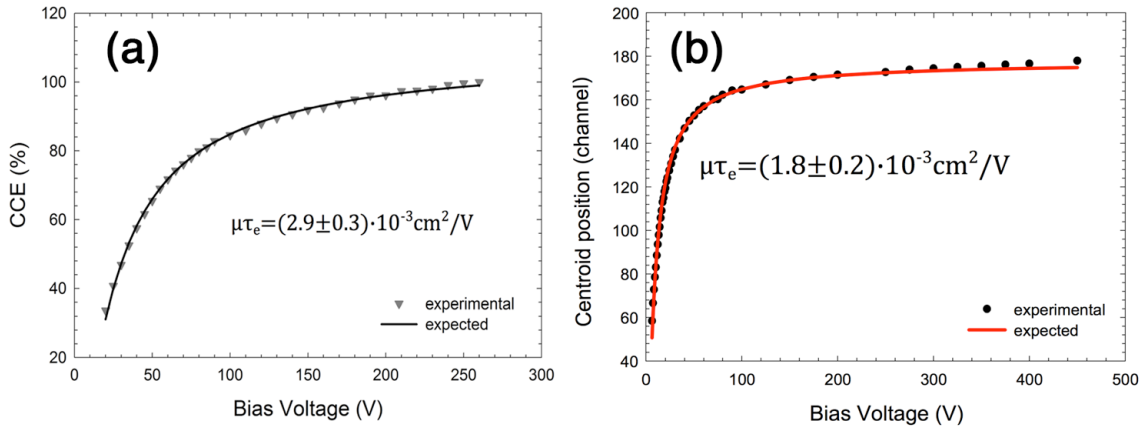 (a)
CCE (%)
120
100
80
60
40
20
μτe=(2.9±0.3)·10⁻³cm²/V
experimental
expected
0 50 100 150 200 250 300
Bias Voltage (V)
(b)
Centroid position (channel)
200
180
160
140
120
100
80
60
40
μτe=(1.8±0.2)·10⁻³cm²/V
experimental
expected
0 100 200 300 400 500
Bias Voltage (V)